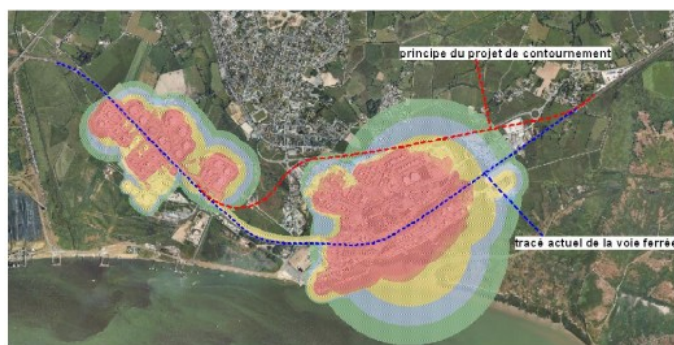 principe du projet de contournement
tracé actuel de la voie ferrée